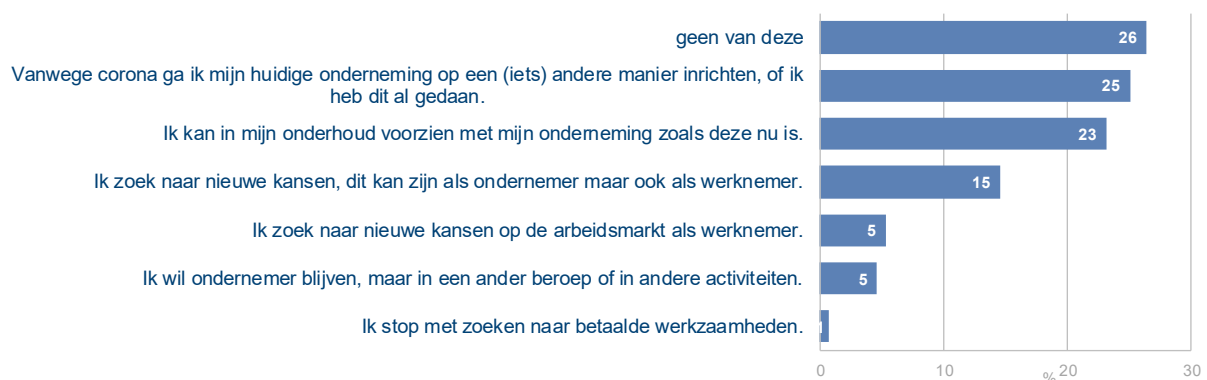 geen van deze 26
Vanwege corona ga ik mijn huidige onderneming op een (iets) andere manier inrichten, of ik
heb dit al gedaan. 25
Ik kan in mijn onderhoud voorzien met mijn onderneming zoals deze nu is. 23
Ik zoek naar nieuwe kansen, dit kan zijn als ondernemer maar ook als werknemer. 15
Ik zoek naar nieuwe kansen op de arbeidsmarkt als werknemer. 5
Ik wil ondernemer blijven, maar in een ander beroep of in andere activiteiten. 5
Ik stop met zoeken naar betaalde werkzaamheden. 1
0 10 20 30
%